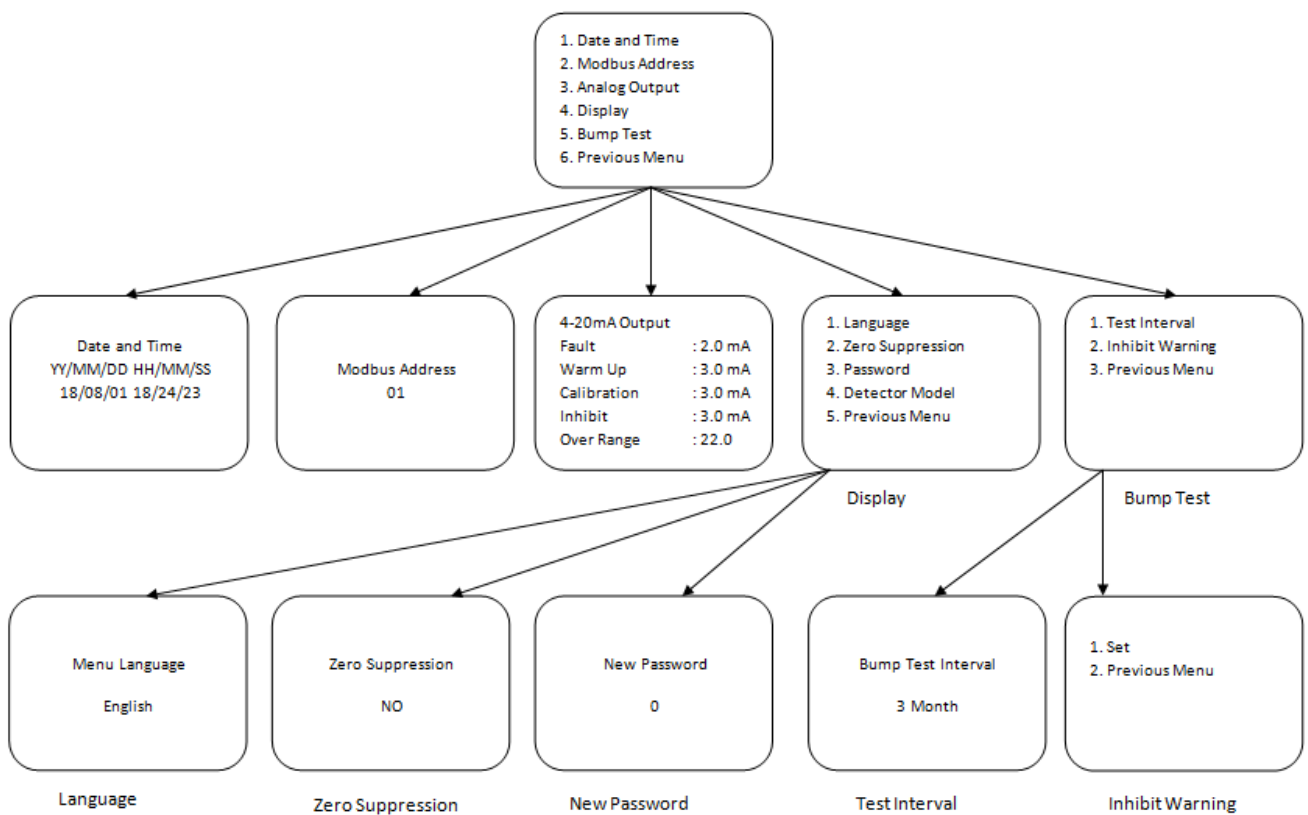 1. Date and Time
2. Modbus Address
3. Analog Output
4. Display
5. Bump Test
6. Previous Menu
Date and Time
YY/MM/DD HH/MM/SS
18/08/01 18/24/23
Modbus Address
01
4-20mA Output
Fault : 2.0 mA
Warm Up : 3.0 mA
Calibration : 3.0 mA
Inhibit : 3.0 mA
Over Range : 22.0
1. Language
2. Zero Suppression
3. Password
4. Detector Model
5. Previous Menu
1. Test Interval
2. Inhibit Warning
3. Previous Menu
Display
Bump Test
Menu Language
English
Zero Suppression
NO
New Password
0
Bump Test Interval
3 Month
1. Set
2. Previous Menu
Language
Zero Suppression
New Password
Test Interval
Inhibit Warning